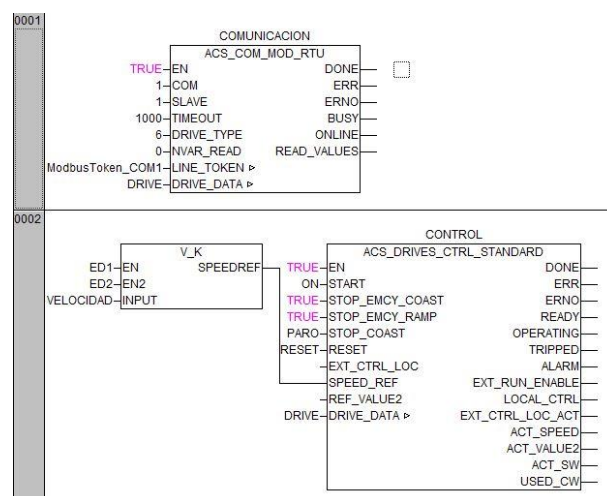 0001
COMUNICACION
ACS_COM_MOD_RTU
TRUE EN DONE
1 COM ERR
1 SLAVE ERNO
1000 TIMEOUT BUSY
6 DRIVE_TYPE ONLINE
0 NVAR_READ READ_VALUES
ModbusToken_COM1 LINE_TOKEN
DRIVE DRIVE_DATA
0002
V_K
ED1 EN SPEEDREF
ED2 EN2
VELOCIDAD INPUT
CONTROL
ACS_DRIVES_CTRL_STANDARD
TRUE EN DONE
ON START ERR
TRUE STOP_EMCY_COAST ERNO
TRUE STOP_EMCY_RAMP READY
PARO STOP_COAST OPERATING
RESET RESET TRIPPED
EXT_CTRL_LOC ALARM
SPEED_REF EXT_RUN_ENABLE
REF_VALUE2 LOCAL_CTRL
DRIVE DRIVE_DATA EXT_CTRL_LOC_ACT
ACT_SPEED
ACT_VALUE2
ACT_SW
USED_CW